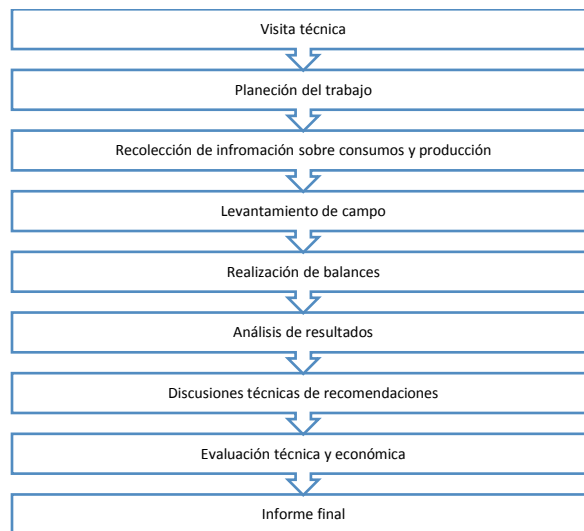 Visita técnica
Planeción del trabajo
Recolección de infromación sobre consumos y producción
Levantamiento de campo
Realización de balances
Análisis de resultados
Discusiones técnicas de recomendaciones
Evaluación técnica y económica
Informe final